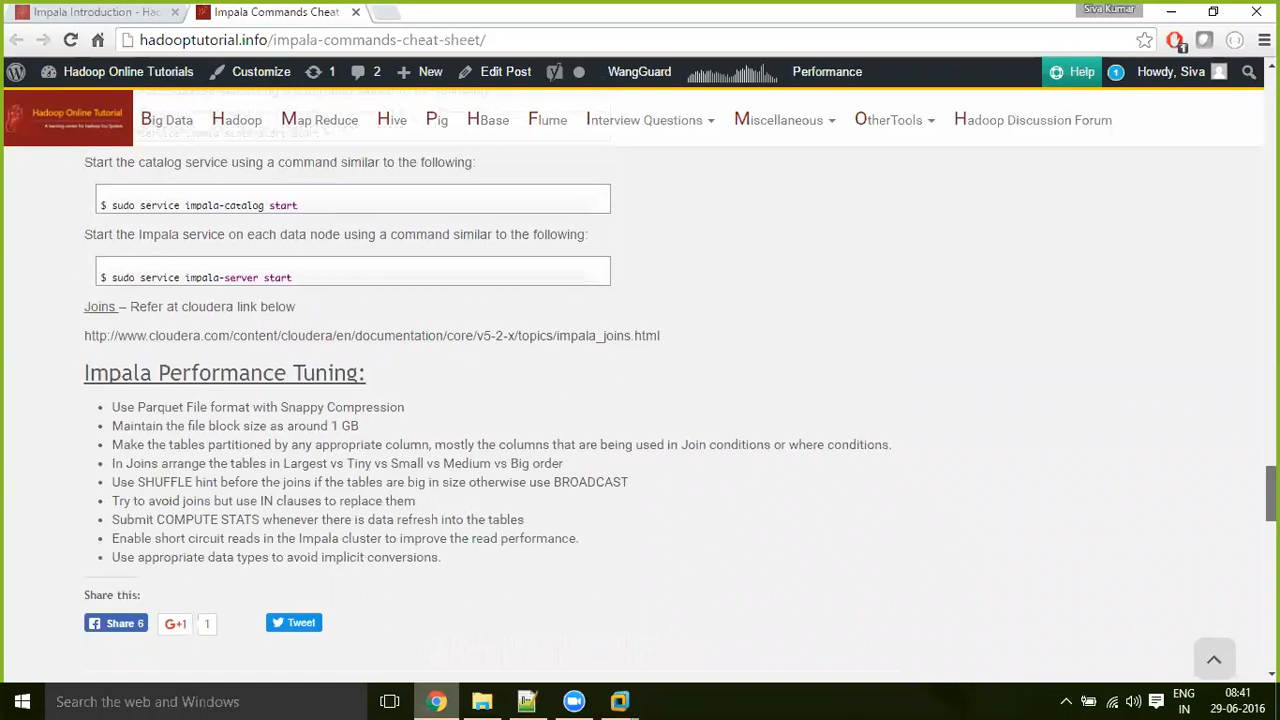 Impala Introduction - Had
Impala Commands Cheat
Siva Kumar
hadooptutorial.info/impala-commands-cheat-sheet/
1
Hadoop Online Tutorials
Customize
1
2
New
Edit Post
WangGuard
Performance
Help
1
Howdy, Siva
Hadoop Online Tutorial
Big Data
Hadoop
Map Reduce
Hive
Pig
HBase
Flume
Interview Questions
Miscellaneous
OtherTools
Hadoop Discussion Forum
Start the catalog service using a command similar to the following:
$ sudo service impala-catalog start
Start the Impala service on each data node using a command similar to the following:
$ sudo service impala-server start
Joins – Refer at cloudera link below
http://www.cloudera.com/content/cloudera/en/documentation/core/v5-2-x/topics/impala_joins.html
Impala Performance Tuning:
• Use Parquet File format with Snappy Compression
• Maintain the file block size as around 1 GB
• Make the tables partitioned by any appropriate column, mostly the columns that are being used in Join conditions or where conditions.
• In Joins arrange the tables in Largest vs Tiny vs Small vs Medium vs Big order
• Use SHUFFLE hint before the joins if the tables are big in size otherwise use BROADCAST
• Try to avoid joins but use IN clauses to replace them
• Submit COMPUTE STATS whenever there is data refresh into the tables
• Enable short circuit reads in the Impala cluster to improve the read performance.
• Use appropriate data types to avoid implicit conversions.
Share this:
Share 6
G+1
1
Tweet
Search the web and Windows
ENG
IN
08:41
29-06-2016